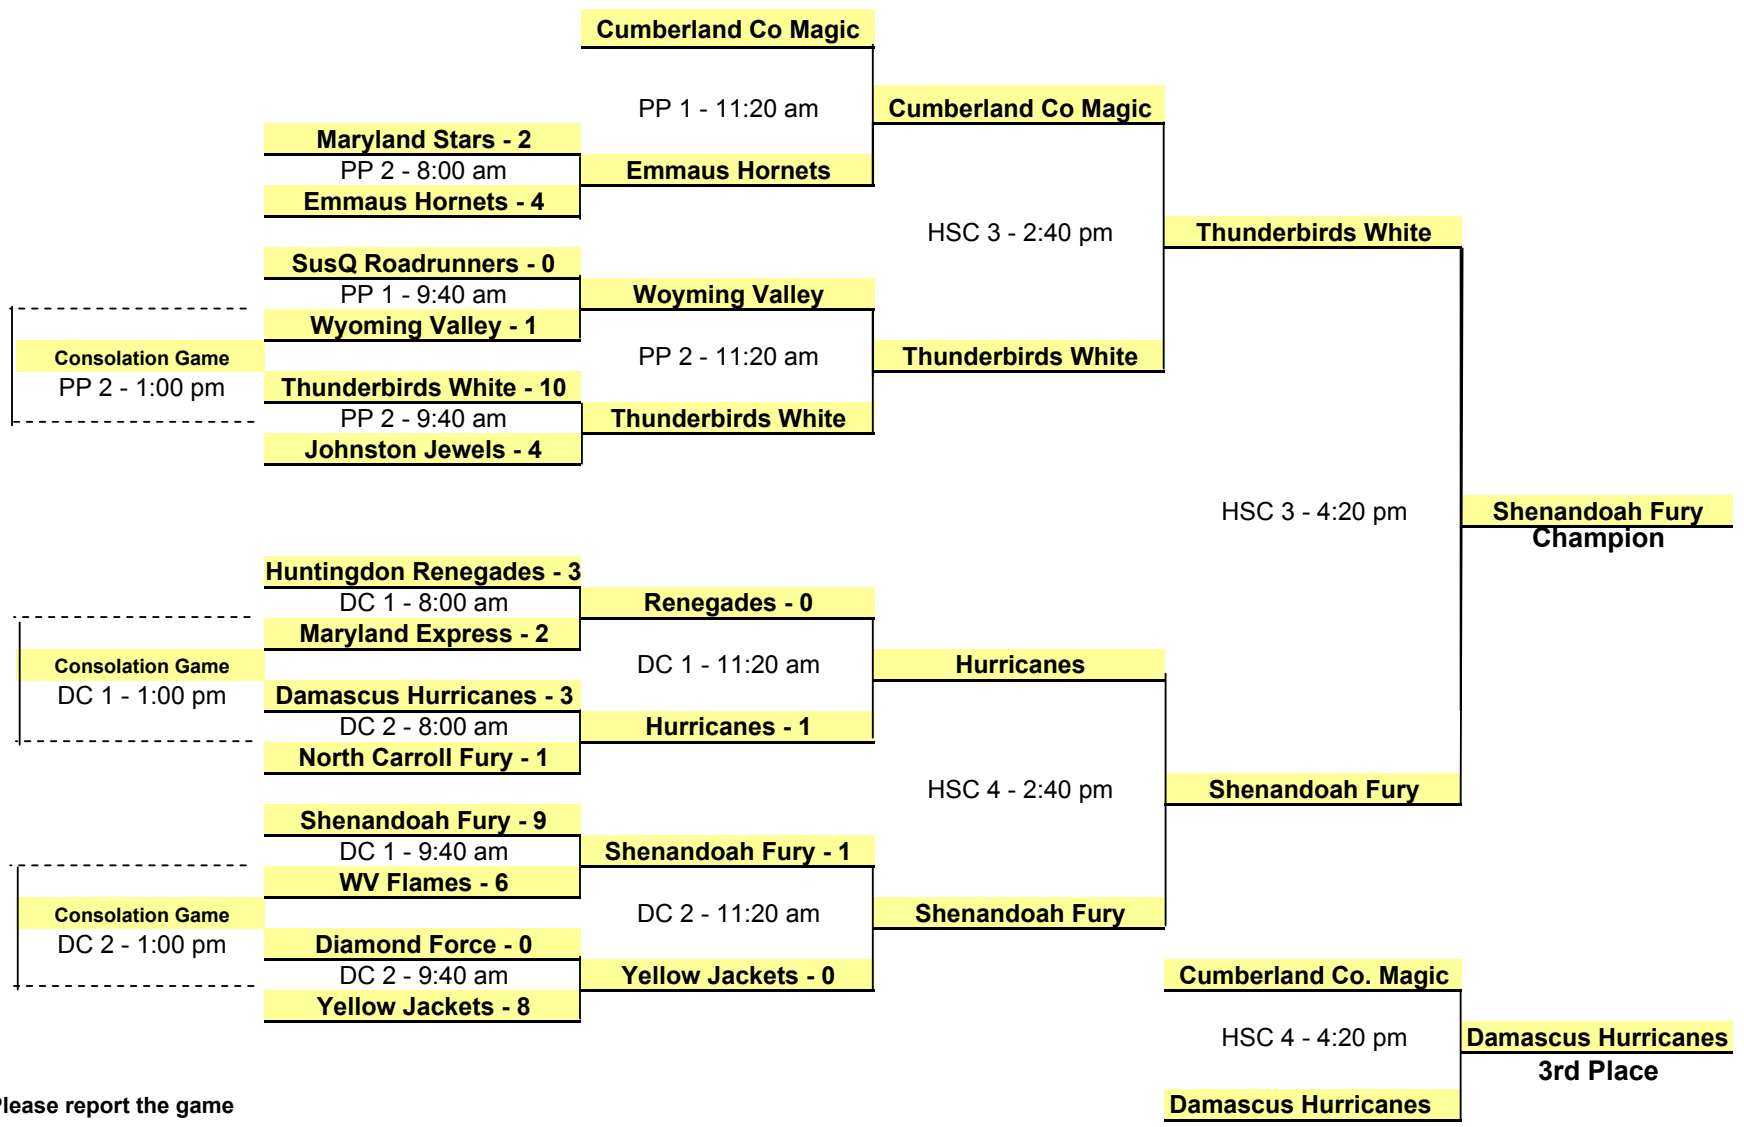 Cumberland Co Magic
PP 1 - 11:20 am
Cumberland Co Magic
Maryland Stars - 2
PP 2 - 8:00 am
Emmaus Hornets
Emmaus Hornets - 4
HSC 3 - 2:40 pm
Thunderbirds White
SusQ Roadrunners - 0
PP 1 - 9:40 am
Woyming Valley
Wyoming Valley - 1
Consolation Game
PP 2 - 11:20 am
Thunderbirds White
PP 2 - 1:00 pm
Thunderbirds White - 10
PP 2 - 9:40 am
Thunderbirds White
Johnston Jewels - 4
HSC 3 - 4:20 pm
Shenandoah Fury
Champion
Huntingdon Renegades - 3
DC 1 - 8:00 am
Renegades - 0
Maryland Express - 2
Consolation Game
DC 1 - 11:20 am
Hurricanes
DC 1 - 1:00 pm
Damascus Hurricanes - 3
DC 2 - 8:00 am
Hurricanes - 1
North Carroll Fury - 1
HSC 4 - 2:40 pm
Shenandoah Fury
Shenandoah Fury - 9
DC 1 - 9:40 am
Shenandoah Fury - 1
WV Flames - 6
Consolation Game
DC 2 - 11:20 am
Shenandoah Fury
DC 2 - 1:00 pm
Diamond Force - 0
DC 2 - 9:40 am
Yellow Jackets - 0
Cumberland Co. Magic
Yellow Jackets - 8
HSC 4 - 4:20 pm
Damascus Hurricanes
3rd Place
Please report the game
Damascus Hurricanes